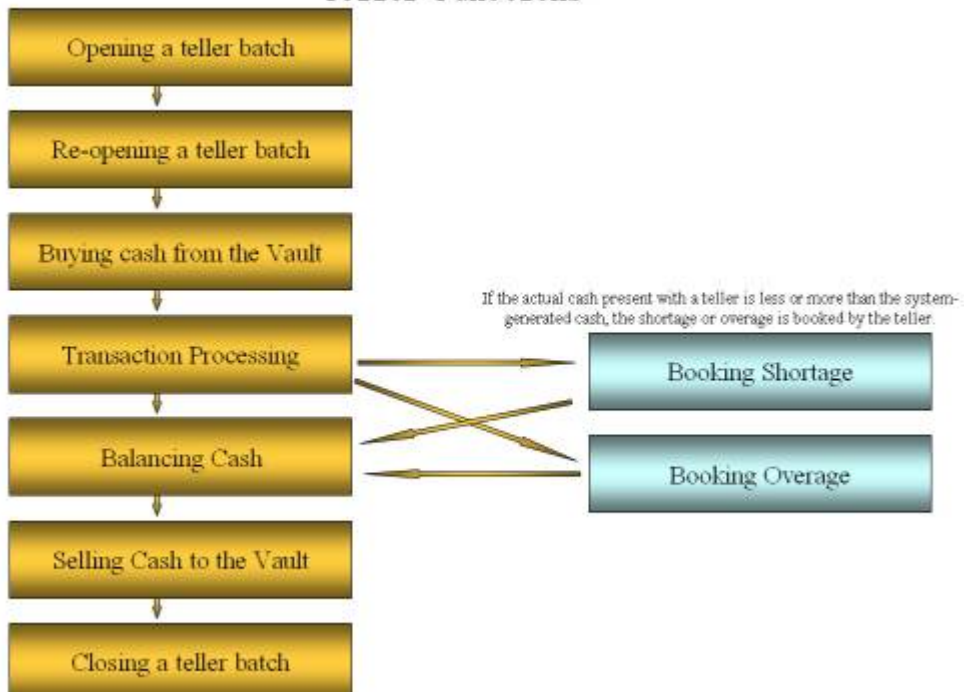 Opening a teller batch
Re-opening a teller batch
Buying cash from the Vault
If the actual cash present with a teller is less or more than the system-
generated cash, the shortage or overage is booked by the teller.
Transaction Processing
Booking Shortage
Balancing Cash
Booking Overage
Selling Cash to the Vault
Closing a teller batch